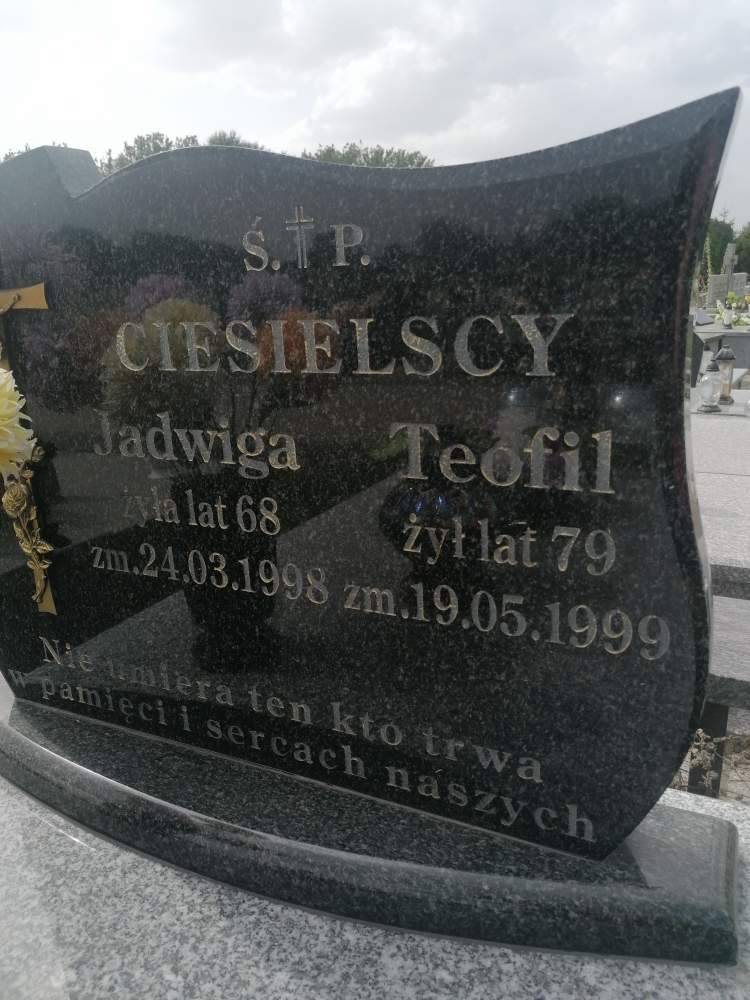 Ś. P.
CIESIELSCY
Jadwiga
żyła lat 68
zm.24.03.1998
Teofil
żył lat 79
zm.19.05.1999
Nie umiera ten kto trwa
w pamięci i sercach naszych